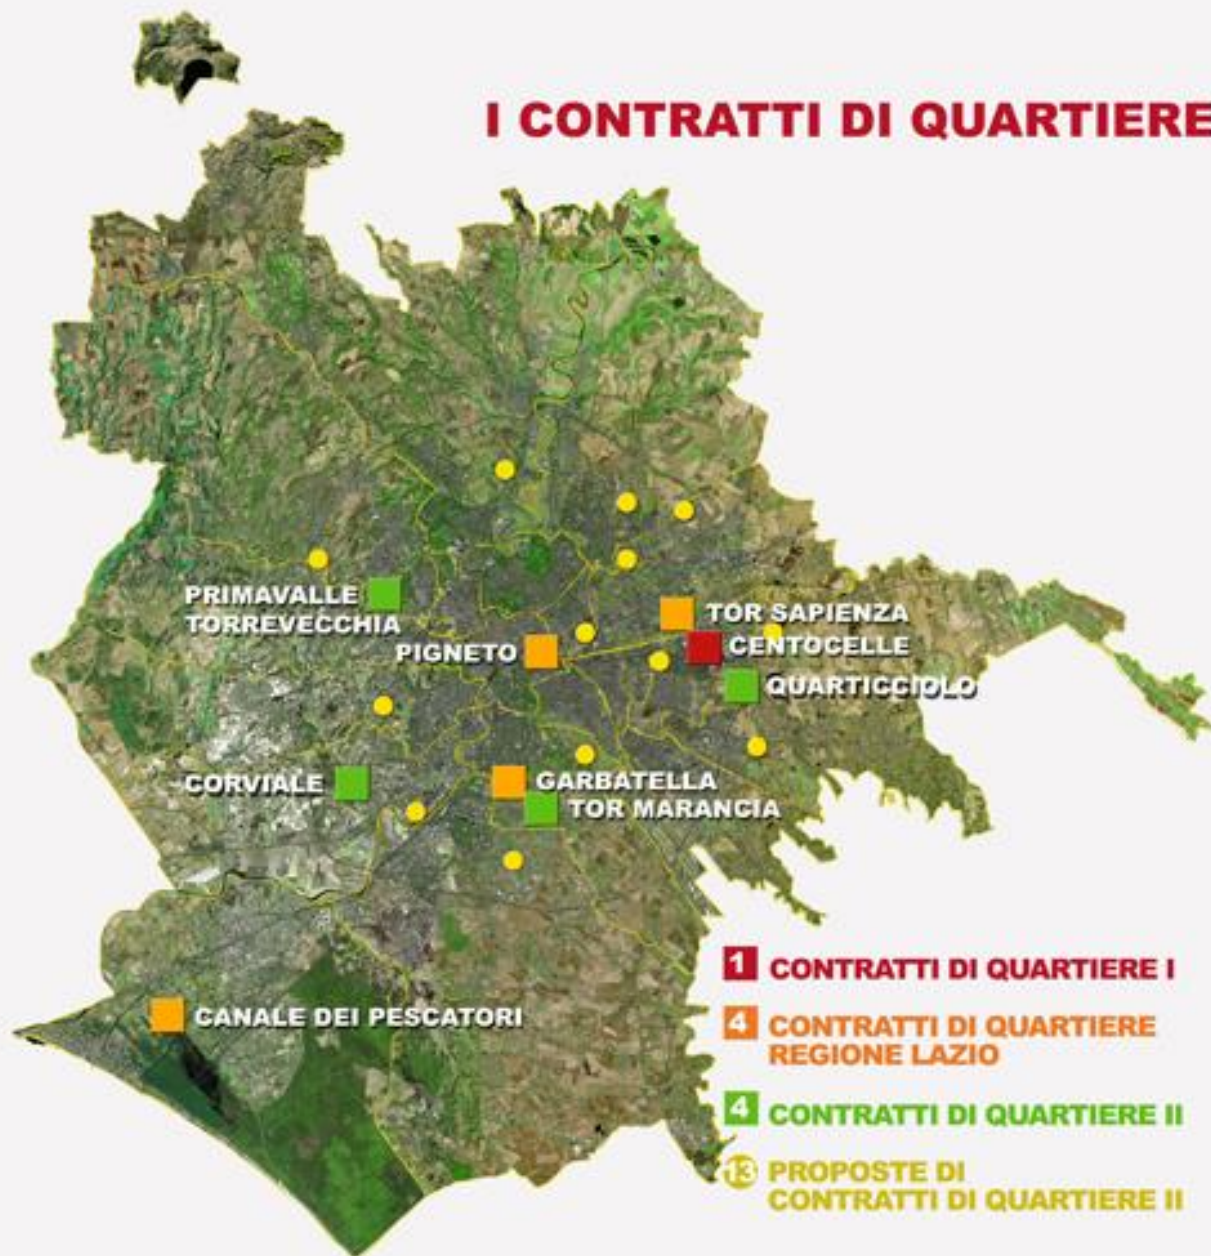 I CONTRATTI DI QUARTIERE
PRIMAVALLE
TORREVECCHIA
TOR SAPIENZA
PIGNETO
CENTOCELLE
QUARTICCIOLO
CORVIALE
GARBATELLA
TOR MARANCIA
CANALE DEI PESCATORI
1 CONTRATTI DI QUARTIERE I
4 CONTRATTI DI QUARTIERE
REGIONE LAZIO
4 CONTRATTI DI QUARTIERE II
13 PROPOSTE DI
CONTRATTI DI QUARTIERE II